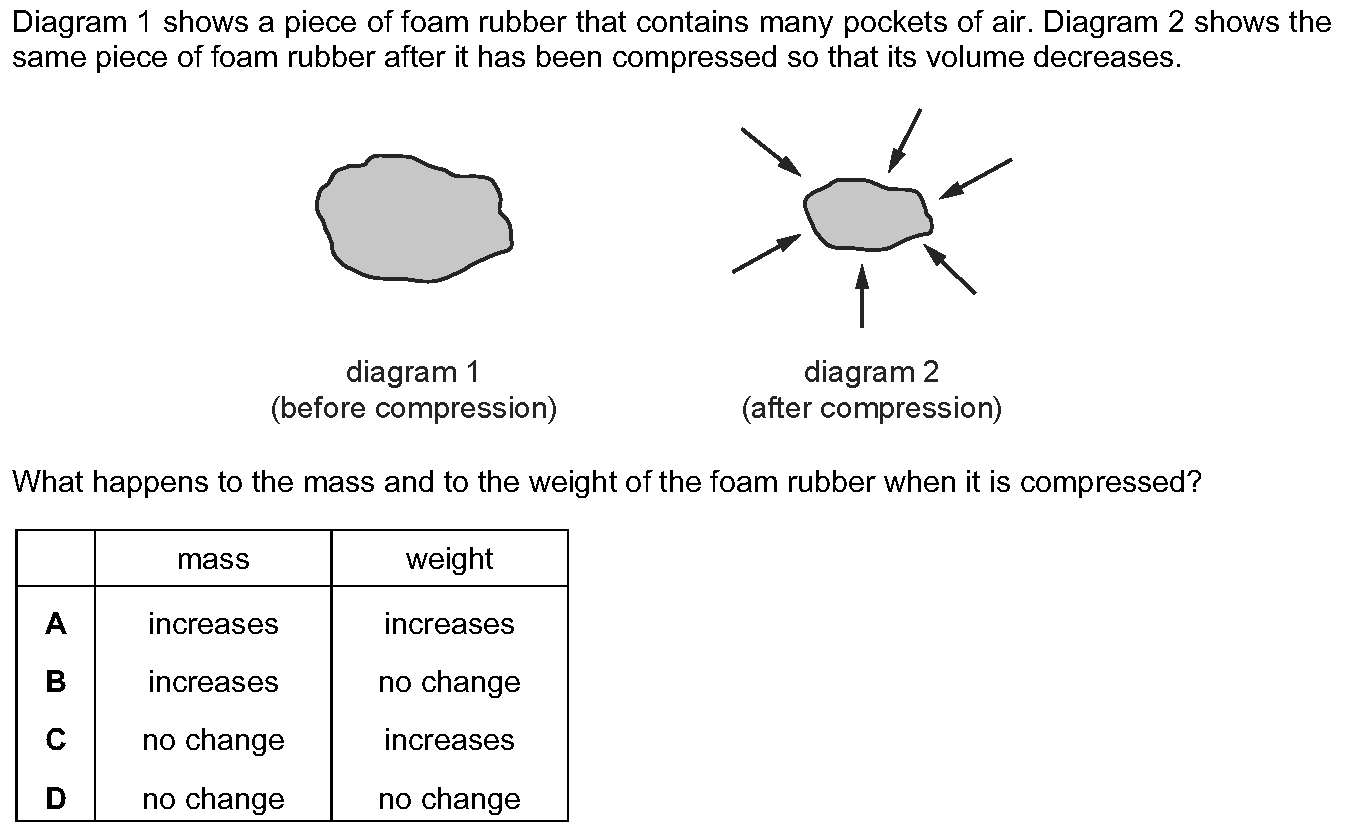 Diagram 1 shows a piece of foam rubber that contains many pockets of air. Diagram 2 shows the
same piece of foam rubber after it has been compressed so that its volume decreases.
diagram 1
(before compression)
diagram 2
(after compression)
What happens to the mass and to the weight of the foam rubber when it is compressed?
mass weight
A increases increases
B increases no change
C no change increases
D no change no change